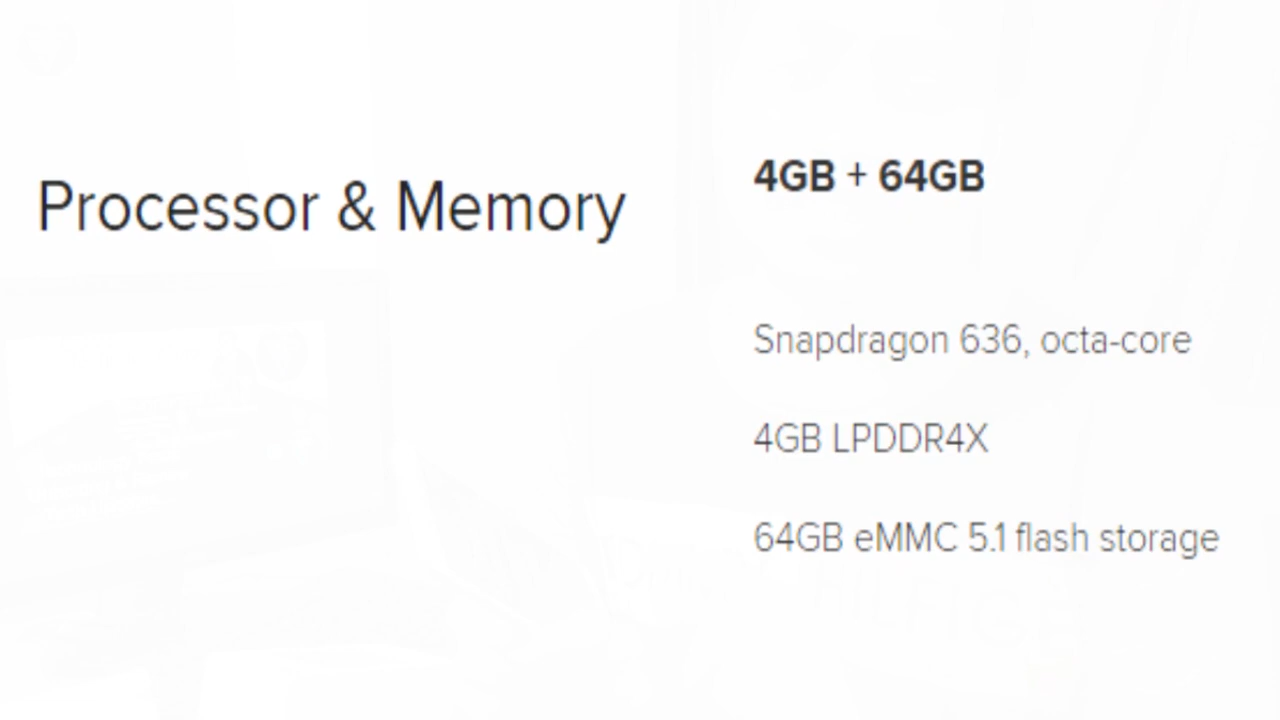 Processor & Memory
4GB + 64GB
Snapdragon 636, octa-core
4GB LPDDR4X
64GB eMMC 5.1 flash storage